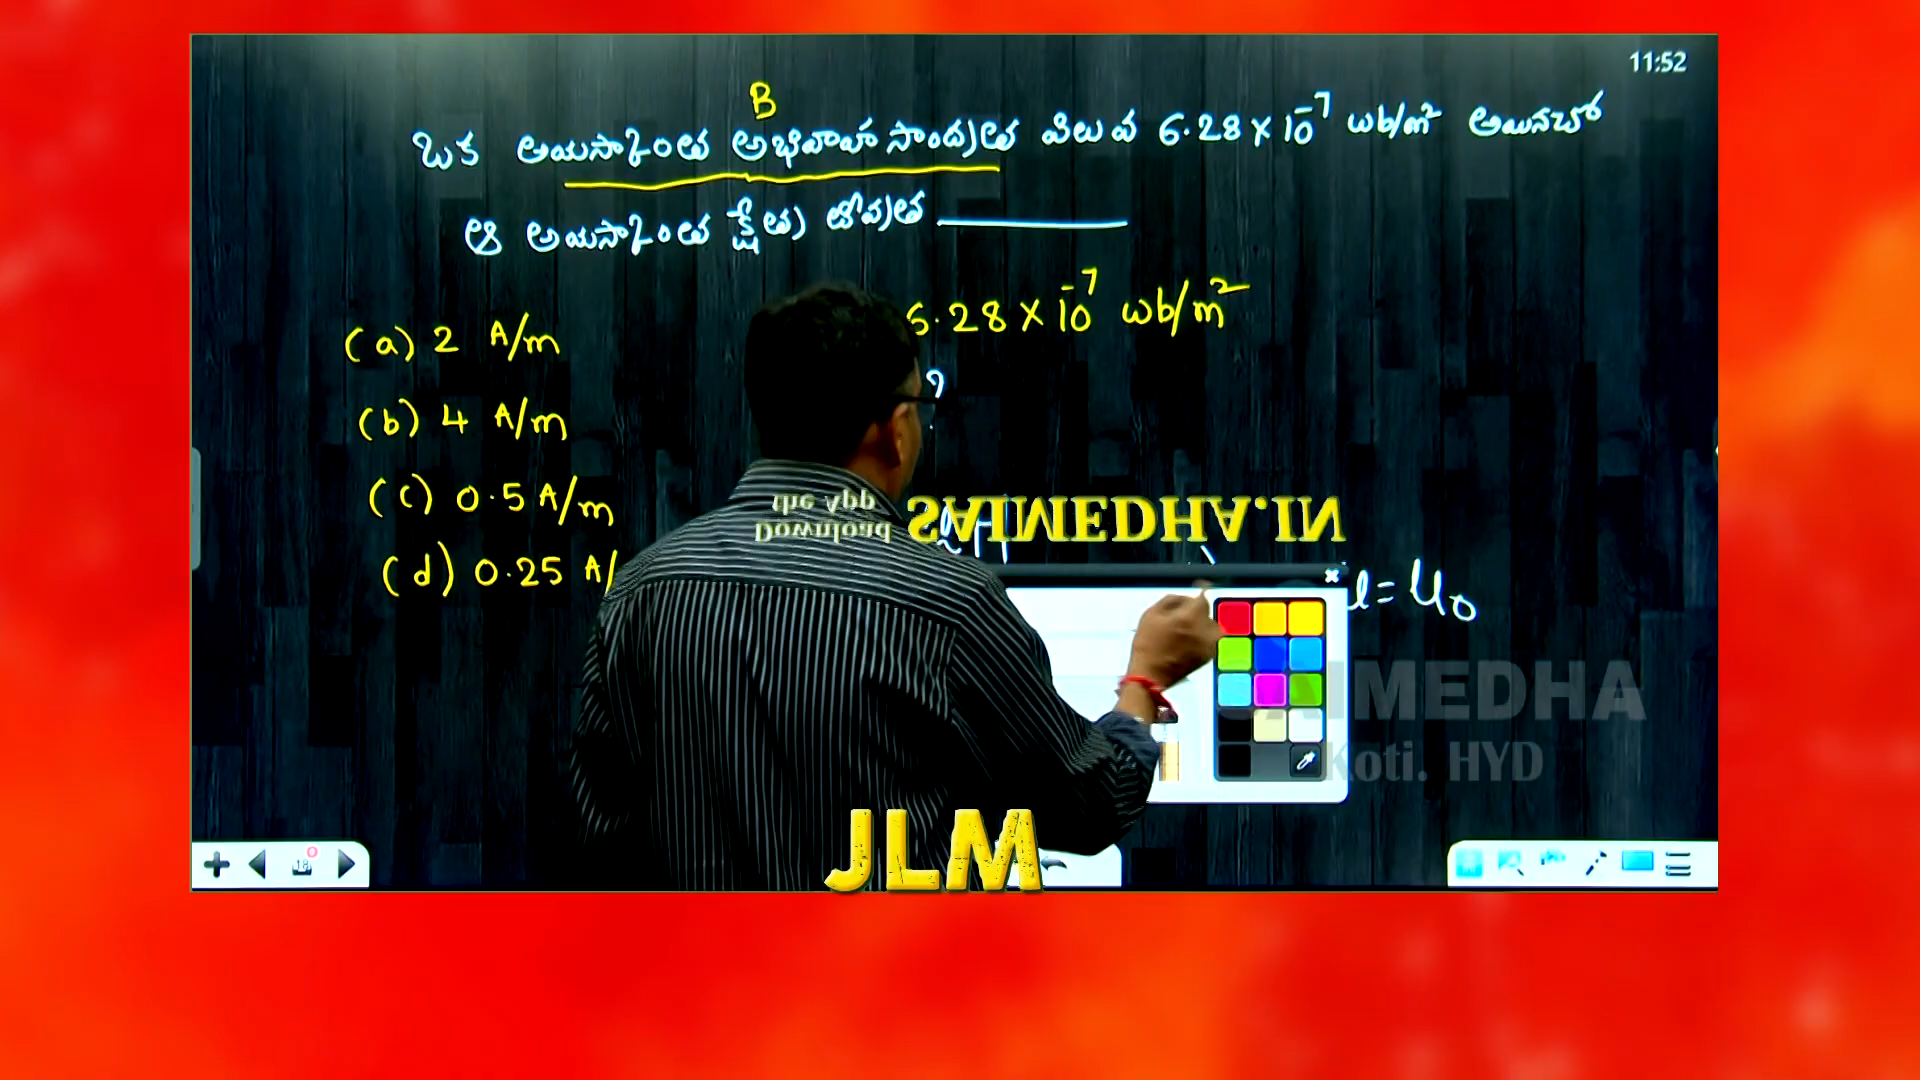 11:52
B
ఒక అయస్కాంత అభివాహ సాంద్రత విలువ 6.28 × 10⁻⁷ wb/m² అయినచో
ఆ అయస్కాంత క్షేత్ర తీవ్రత ________
6.28 × 10⁻⁷ wb/m²
(a) 2 A/m
?
(b) 4 A/m
(c) 0.5 A/m
the App
Download
SAIMEDHA.IN
(d) 0.25 A/
= μ₀
SAIMEDHA
Koti. HYD
JLM
18